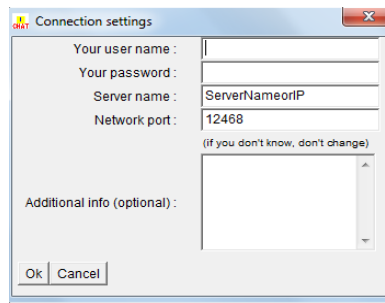 CHAT
Connection settings
Your user name :
Your password :
Server name : ServerNameorIP
Network port : 12468
(if you don't know, don't change)
Additional info (optional) :
Ok Cancel